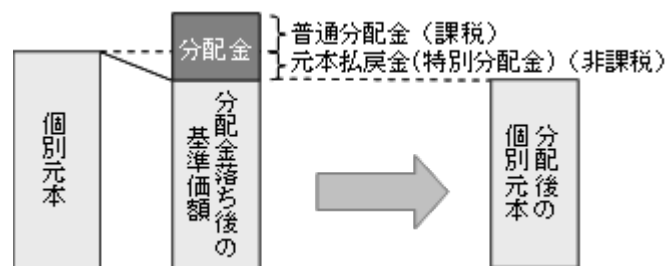 普通分配金（課税）
分配金
元本払戻金(特別分配金)（非課税）
個別元本
分配金落ち後の
基準価額
分配後の
個別元本